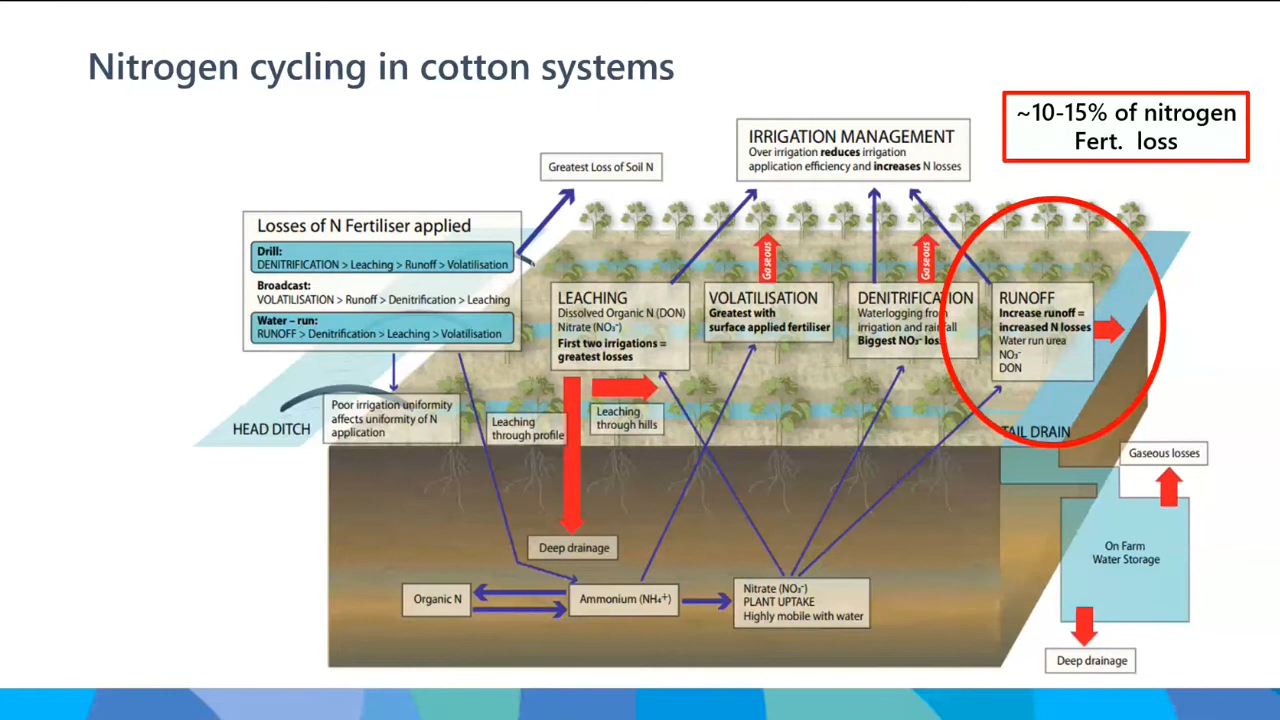 Nitrogen cycling in cotton systems
~10-15% of nitrogen
Fert. loss
IRRIGATION MANAGEMENT
Over irrigation reduces irrigation
application efficiency and increases N losses
Greatest Loss of Soil N
Losses of N Fertiliser applied
Drill:
DENITRIFICATION > Leaching > Runoff > Volatilisation
Broadcast:
VOLATILISATION > Runoff > Denitrification > Leaching
Water – run:
RUNOFF > Denitrification > Leaching > Volatilisation
Gaseous
Gaseous
LEACHING
Dissolved Organic N (DON)
Nitrate (NO₃⁻)
First two irrigations =
greatest losses
VOLATILISATION
Greatest with
surface applied fertiliser
DENITRIFICATION
Waterlogging from
irrigation and rainfall
Biggest NO₃⁻ loss
RUNOFF
Increase runoff =
increased N losses
Water run urea
NO₃⁻
DON
HEAD DITCH
Poor irrigation uniformity
affects uniformity of N
application
Leaching
through profile
Leaching
through hills
TAIL DRAIN
Gaseous losses
Deep drainage
On Farm
Water Storage
Organic N
Ammonium (NH₄⁺)
Nitrate (NO₃⁻)
PLANT UPTAKE
Highly mobile with water
Deep drainage